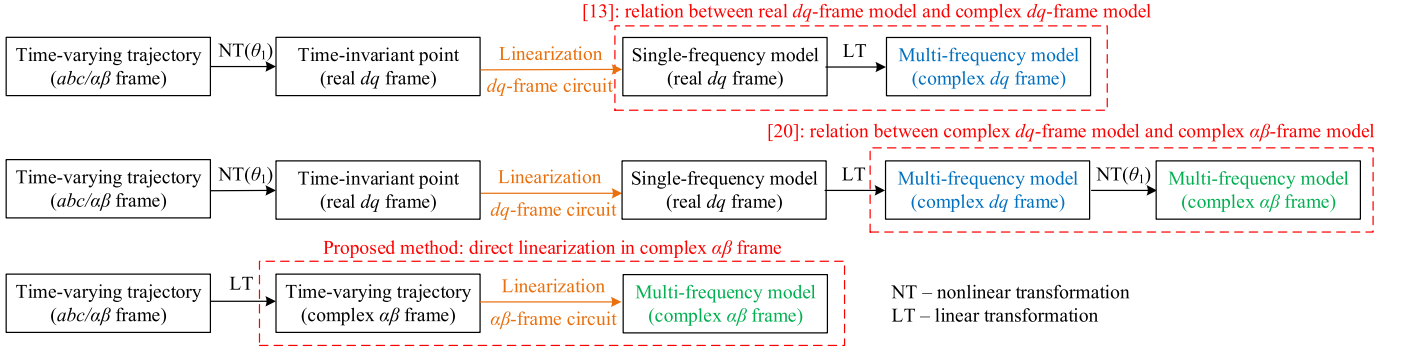 [13]: relation between real dq-frame model and complex dq-frame model
Time-varying trajectory
(abc/αβ frame)
NT(θ1)
Time-invariant point
(real dq frame)
Linearization
dq-frame circuit
Single-frequency model
(real dq frame)
LT
Multi-frequency model
(complex dq frame)
[20]: relation between complex dq-frame model and complex αβ-frame model
Time-varying trajectory
(abc/αβ frame)
NT(θ1)
Time-invariant point
(real dq frame)
Linearization
dq-frame circuit
Single-frequency model
(real dq frame)
LT
Multi-frequency model
(complex dq frame)
NT(θ1)
Multi-frequency model
(complex αβ frame)
Proposed method: direct linearization in complex αβ frame
Time-varying trajectory
(abc/αβ frame)
LT
Time-varying trajectory
(complex αβ frame)
Linearization
αβ-frame circuit
Multi-frequency model
(complex αβ frame)
NT – nonlinear transformation
LT – linear transformation